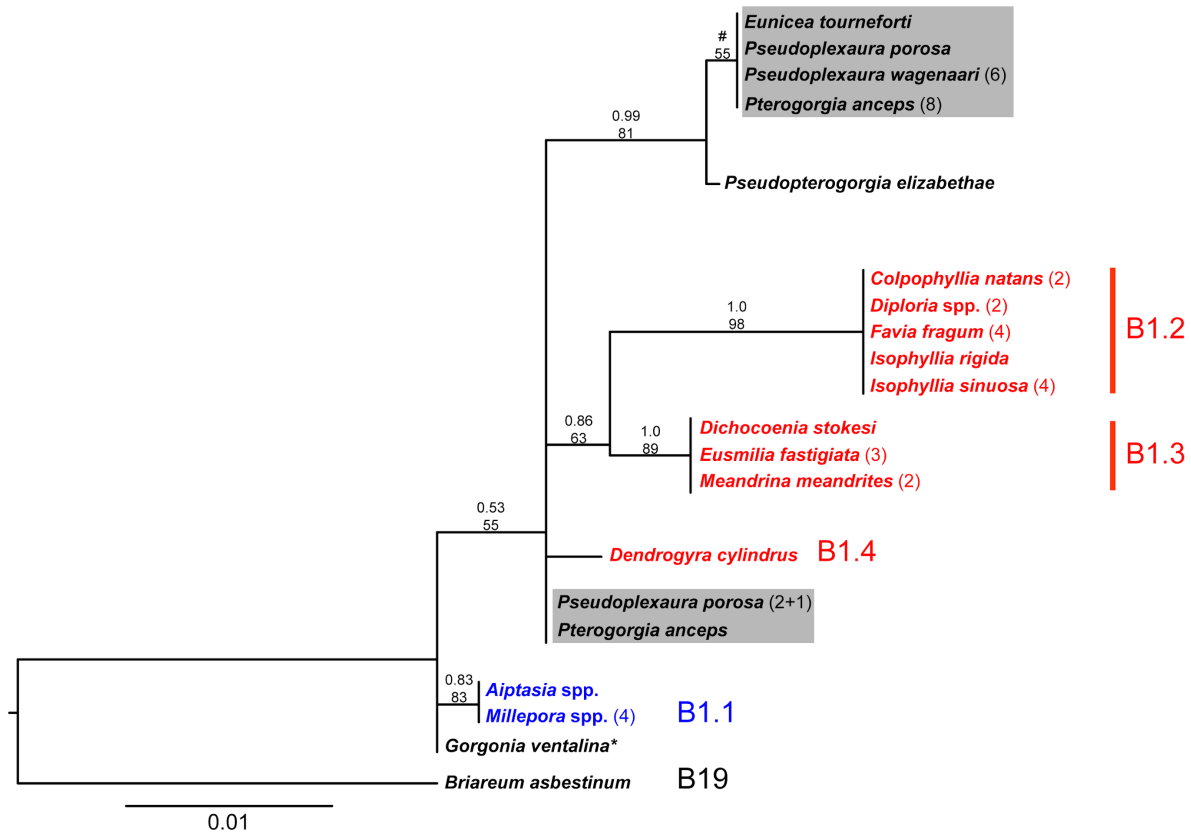 Eunicea tourneforti
#
55
Pseudoplexaura porosa
Pseudoplexaura wagenaari (6)
Pterogorgia anceps (8)
0.99
81
Pseudopterogorgia elizabethae
Colpophyllia natans (2)
Diploria spp. (2)
1.0
98
Favia fragum (4)
B1.2
Isophyllia rigida
Isophyllia sinuosa (4)
0.86
63
1.0
89
Dichocoenia stokesi
Eusmilia fastigiata (3)
B1.3
Meandrina meandrites (2)
0.53
55
Dendrogyra cylindrus B1.4
Pseudoplexaura porosa (2+1)
Pterogorgia anceps
0.83
83
Aiptasia spp.
Millepora spp. (4) B1.1
Gorgonia ventalina*
Briareum asbestinum B19
0.01